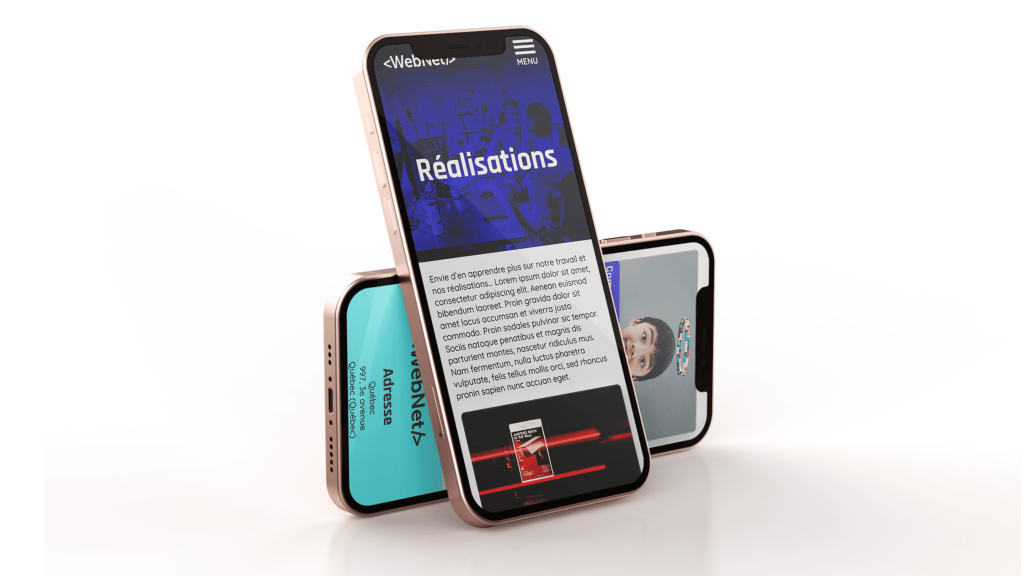 <WebNet/>
MENU
Réalisations
Envie d'en apprendre plus sur notre travail et
nos réalisations... Lorem ipsum dolor sit amet,
consectetur adipiscing elit. Aenean euismod
bibendum laoreet. Proin gravida dolor sit
amet lacus accumsan et viverra justo
commodo. Proin sodales pulvinar sic tempor.
Sociis natoque penatibus et magnis dis
parturient montes, nascetur ridiculus mus.
Nam fermentum, nulla luctus pharetra
vulputate, felis tellus mollis orci, sed rhoncus
pronin sapien nunc accuan eget.
WebNet/>
Adresse
Québec
997, 3e avenue
Québec (Québec)